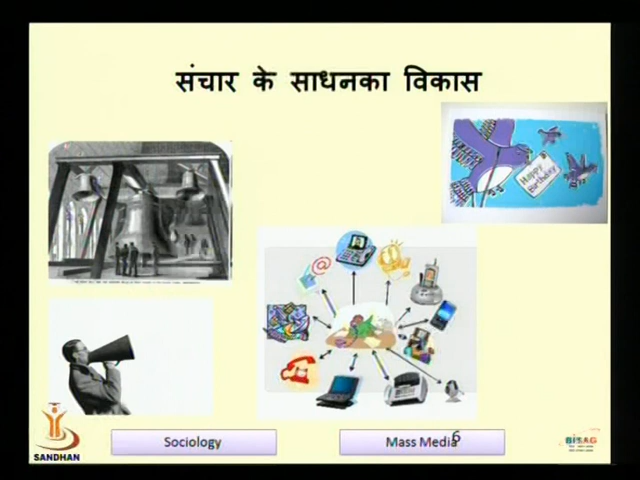 संचार के साधनका विकास
Happy
Birthday
@
SANDHAN
Sociology
Mass Media
6
BISAG